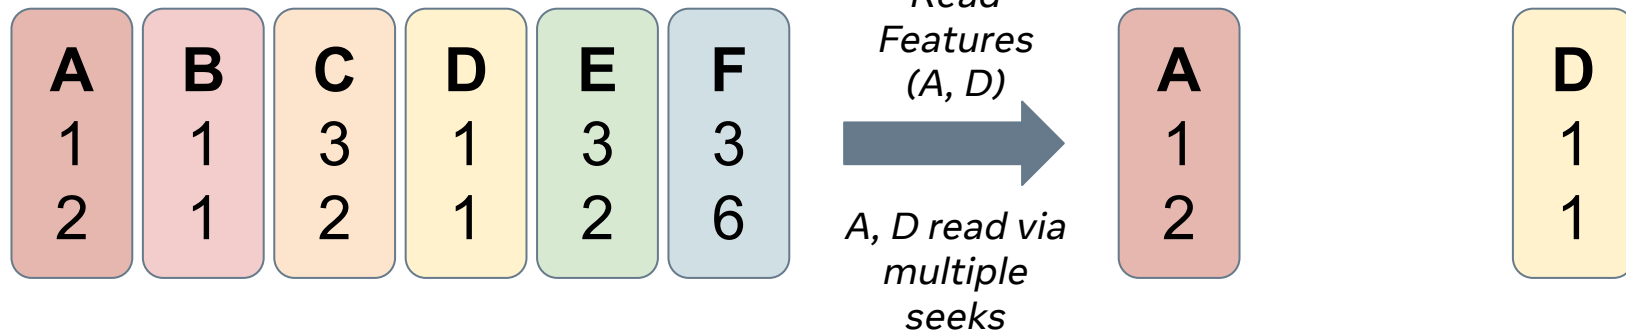 A B C D E F
1 1 3 1 3 3
2 1 2 1 2 6
Read
Features
(A, D)
A, D read via
multiple
seeks
A D
1 1
2 1